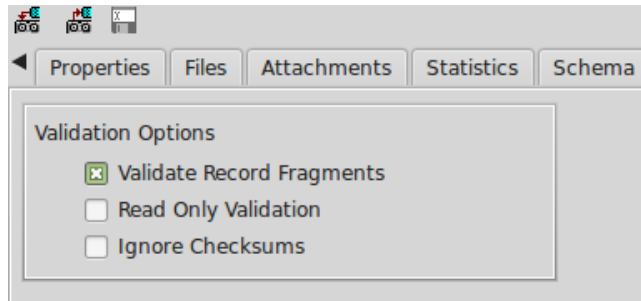 Properties Files Attachments Statistics Schema
Validation Options
Validate Record Fragments
Read Only Validation
Ignore Checksums